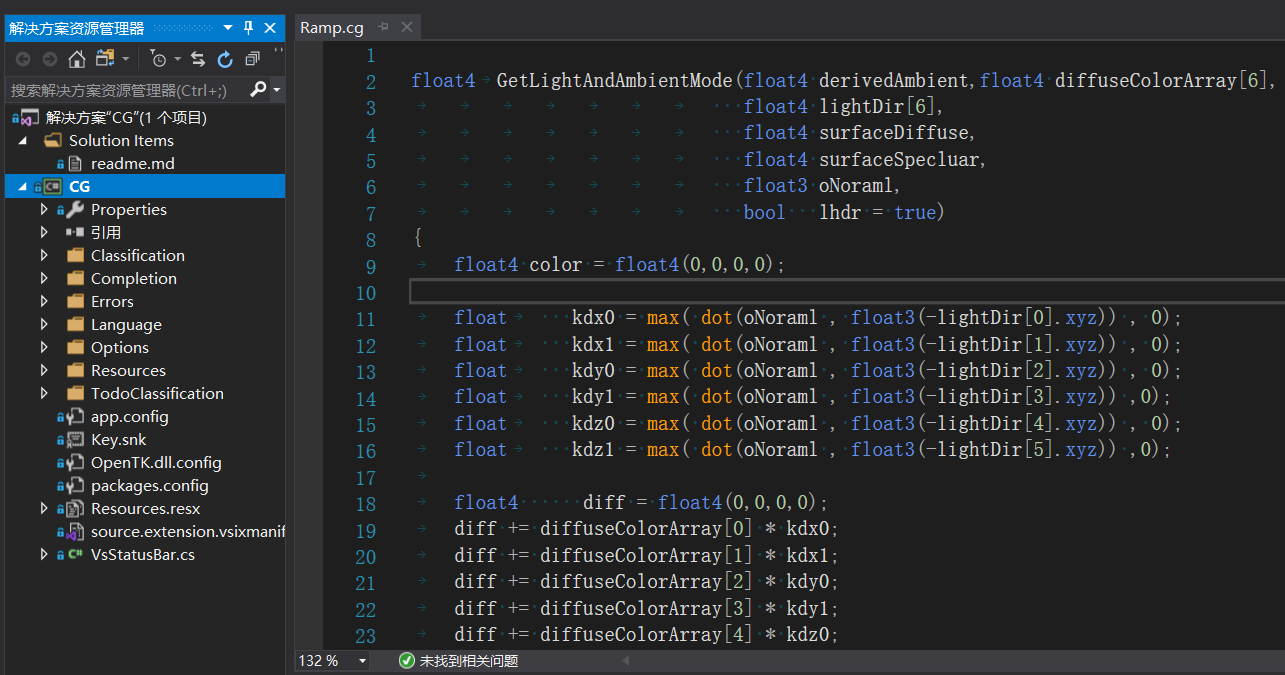 解决方案资源管理器
搜索解决方案资源管理器(Ctrl+;)
解决方案"CG"(1 个项目)
Solution Items
readme.md
CG
Properties
引用
Classification
Completion
Errors
Language
Options
Resources
TodoClassification
app.config
Key.snk
OpenTK.dll.config
packages.config
Resources.resx
source.extension.vsixmanif
VsStatusBar.cs
Ramp.cg
1
2 float4 GetLightAndAmbientMode(float4 derivedAmbient,float4 diffuseColorArray[6],
3 float4 lightDir[6],
4 float4 surfaceDiffuse,
5 float4 surfaceSpecluar,
6 float3 oNoraml,
7 bool lhdr = true)
8 {
9 float4 color = float4(0,0,0,0);
10
11 float kdx0 = max( dot(oNoraml , float3(-lightDir[0].xyz)) , 0);
12 float kdx1 = max( dot(oNoraml , float3(-lightDir[1].xyz)) , 0);
13 float kdy0 = max( dot(oNoraml , float3(-lightDir[2].xyz)) , 0);
14 float kdy1 = max( dot(oNoraml , float3(-lightDir[3].xyz)) ,0);
15 float kdz0 = max( dot(oNoraml , float3(-lightDir[4].xyz)) , 0);
16 float kdz1 = max( dot(oNoraml , float3(-lightDir[5].xyz)) ,0);
17
18 float4 diff = float4(0,0,0,0);
19 diff += diffuseColorArray[0] * kdx0;
20 diff += diffuseColorArray[1] * kdx1;
21 diff += diffuseColorArray[2] * kdy0;
22 diff += diffuseColorArray[3] * kdy1;
23 diff += diffuseColorArray[4] * kdz0;
132 %
未找到相关问题